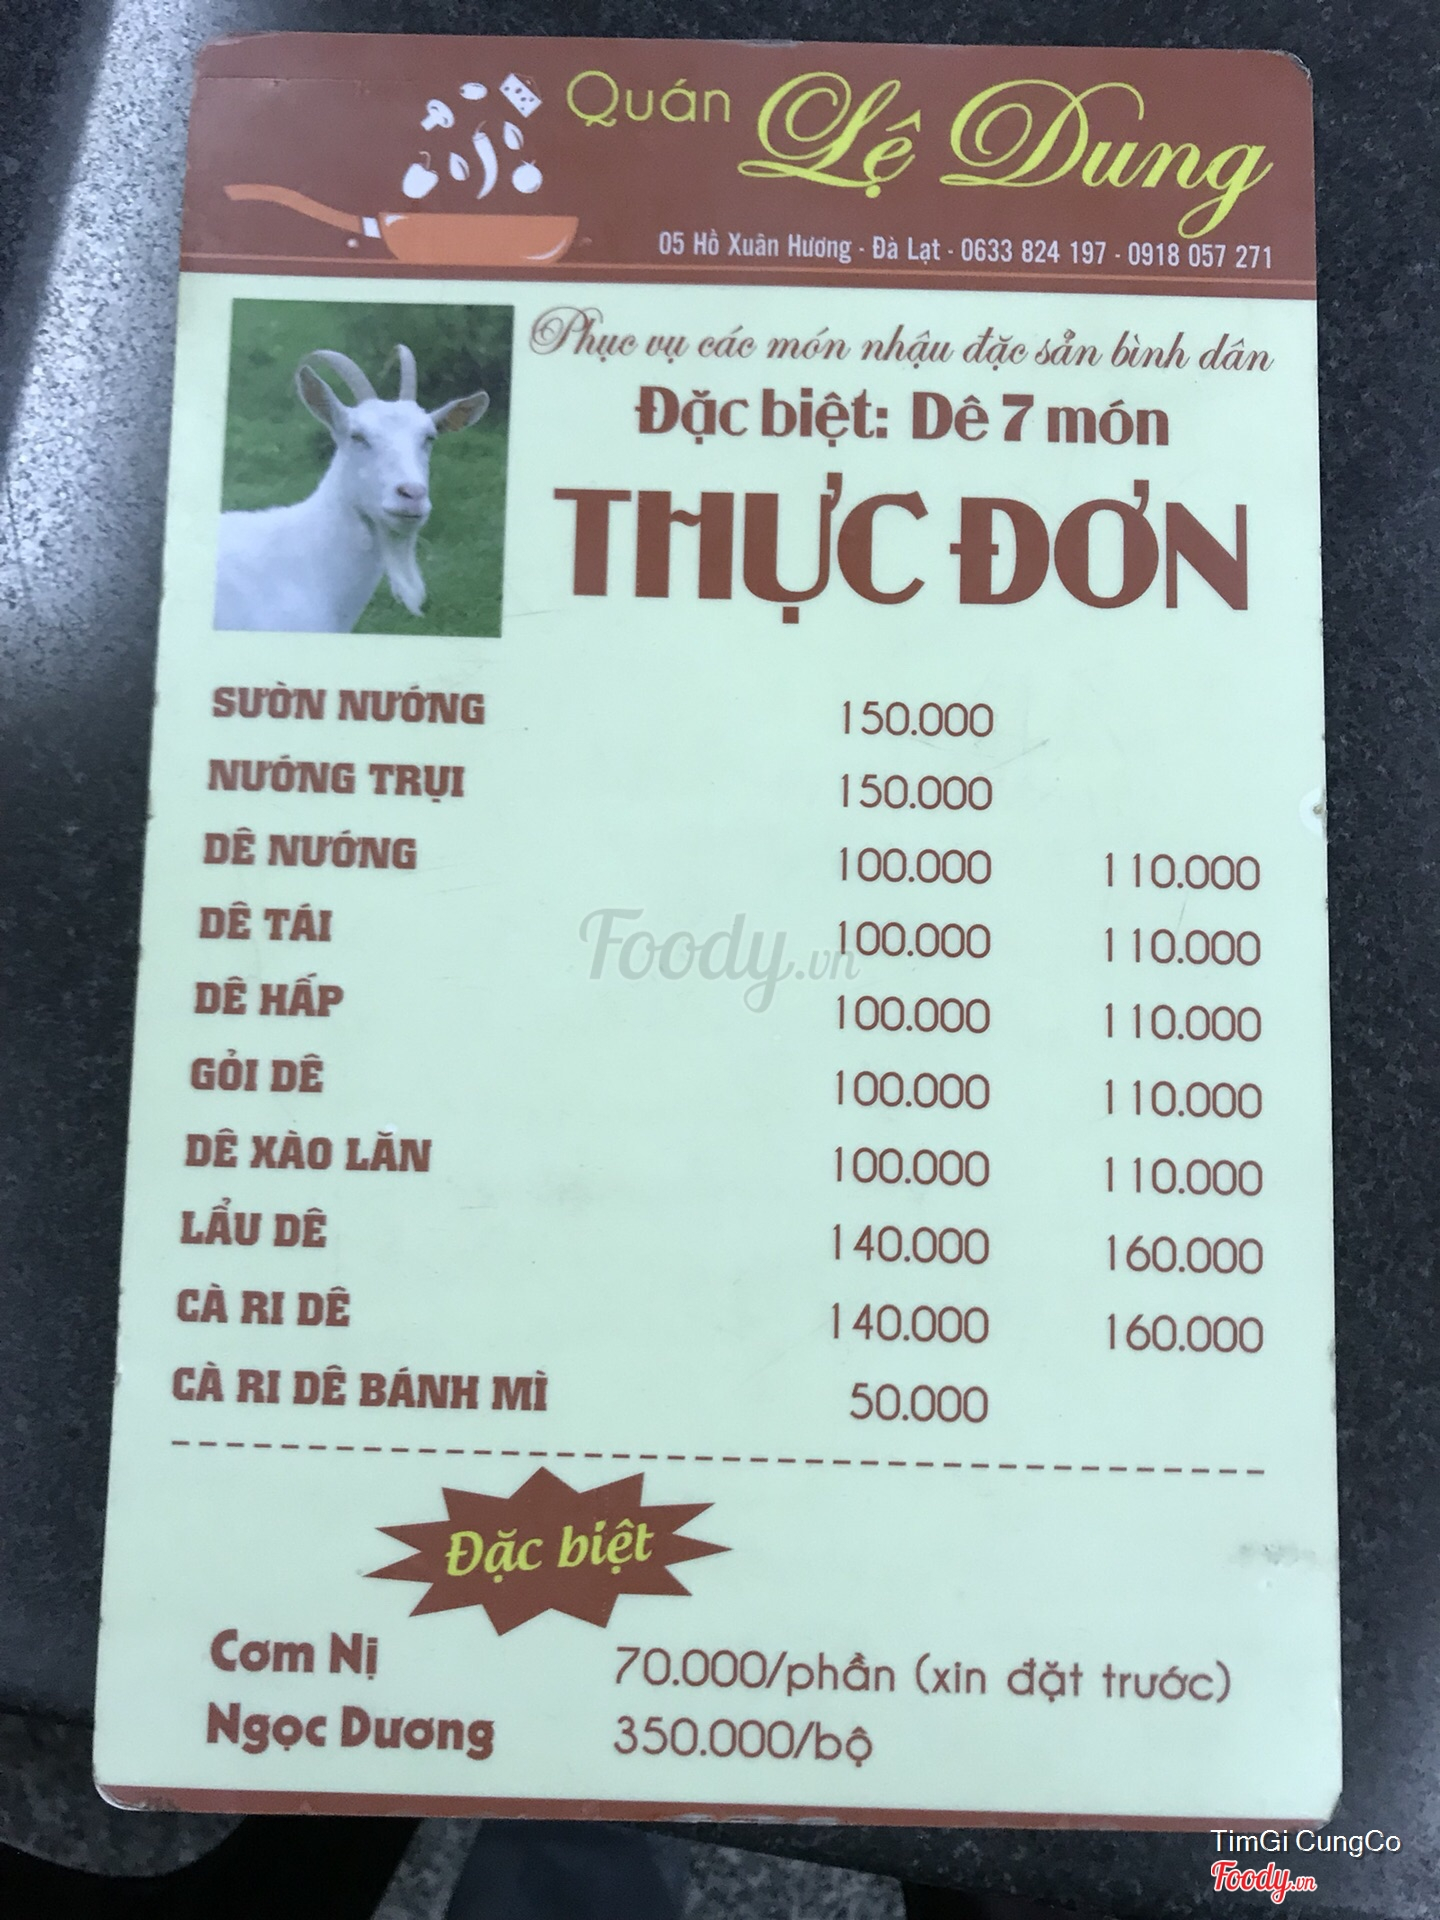 Quán Lệ Dung
05 Hồ Xuân Hương - Đà Lạt - 0633 824 197 - 0918 057 271
Phục vụ các món nhậu đặc sản bình dân
Đặc biệt: Dê 7 món
THỰC ĐƠN
SƯỜN NƯỚNG 150.000
NƯỚNG TRỤI 150.000
DÊ NƯỚNG 100.000 110.000
DÊ TÁI 100.000 110.000
DÊ HẤP 100.000 110.000
GỎI DÊ 100.000 110.000
DÊ XÀO LĂN 100.000 110.000
LẨU DÊ 140.000 160.000
CÀ RI DÊ 140.000 160.000
CÀ RI DÊ BÁNH MÌ 50.000
Đặc biệt
Cơm Nị 70.000/phần (xin đặt trước)
Ngọc Dương 350.000/bộ
Foody.vn
TimGi CungCo
Foody.vn